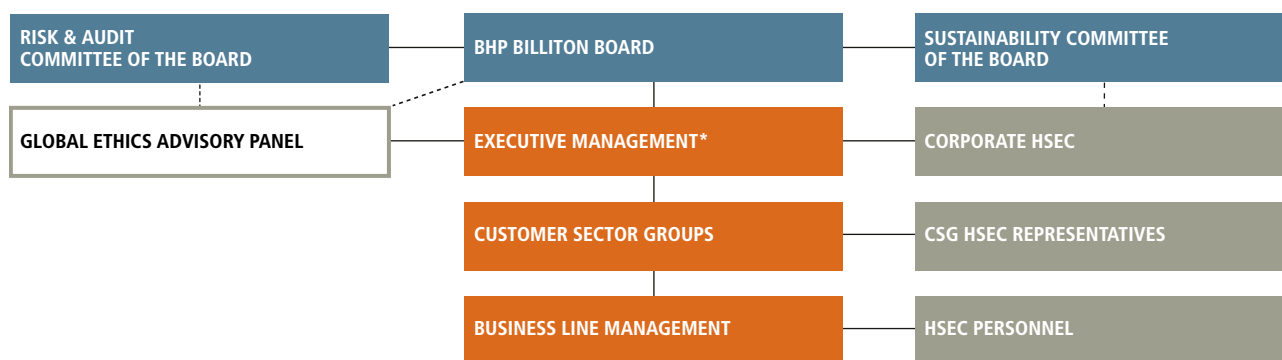 RISK & AUDIT
COMMITTEE OF THE BOARD
BHP BILLITON BOARD
SUSTAINABILITY COMMITTEE
OF THE BOARD
GLOBAL ETHICS ADVISORY PANEL
EXECUTIVE MANAGEMENT*
CORPORATE HSEC
CUSTOMER SECTOR GROUPS
CSG HSEC REPRESENTATIVES
BUSINESS LINE MANAGEMENT
HSEC PERSONNEL